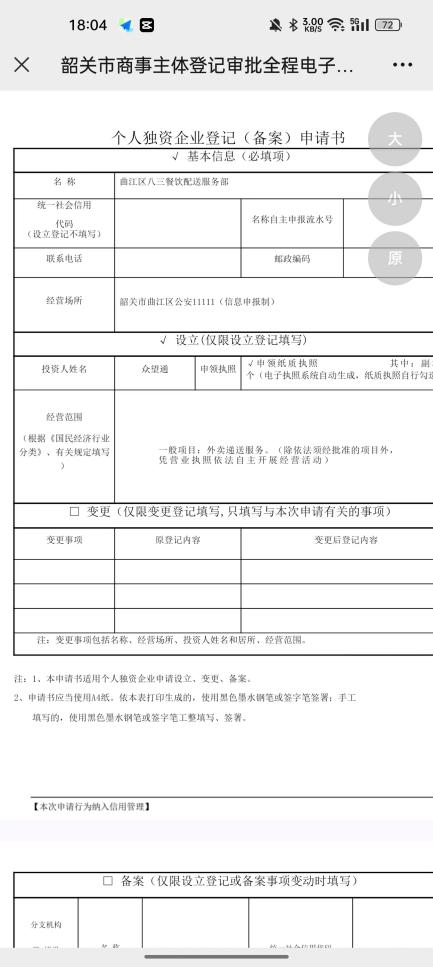 18:04
3.00 KB/S
5G
72
韶关市商事主体登记审批全程电子…
个人独资企业登记（备案）申请书
大
√ 基本信息（必填项）
名 称 曲江区八三餐饮配送服务部
小
统一社会信用
代码
（设立登记不填写）
名称自主申报流水号
联系电话 邮政编码
原
经营场所 韶关市曲江区公安11111（信息申报制）
√ 设立(仅限设立登记填写)
投资人姓名 众望通 申领执照
√申领纸质执照 其中：副
个（电子执照系统自动生成，纸质执照自行勾
经营范围
（根据《国民经济行业
分类》、有关规定填写
）
一般项目：外卖递送服务。（除依法须经批准的项目外，
凭营业执照依法自主开展经营活动）
□ 变更（仅限变更登记填写,只填写与本次申请有关的事项）
变更事项 原登记内容 变更后登记内容
注：变更事项包括名称、经营场所、投资人姓名和居所、经营范围。
注：1、本申请书适用个人独资企业申请设立、变更、备案。
2、申请书应当使用A4纸。依本表打印生成的，使用黑色墨水钢笔或签字笔签署；手工
填写的，使用黑色墨水钢笔或签字笔工整填写、签署。
【本次申请行为纳入信用管理】
□ 备案（仅限设立登记或备案事项变动时填写）
分支机构